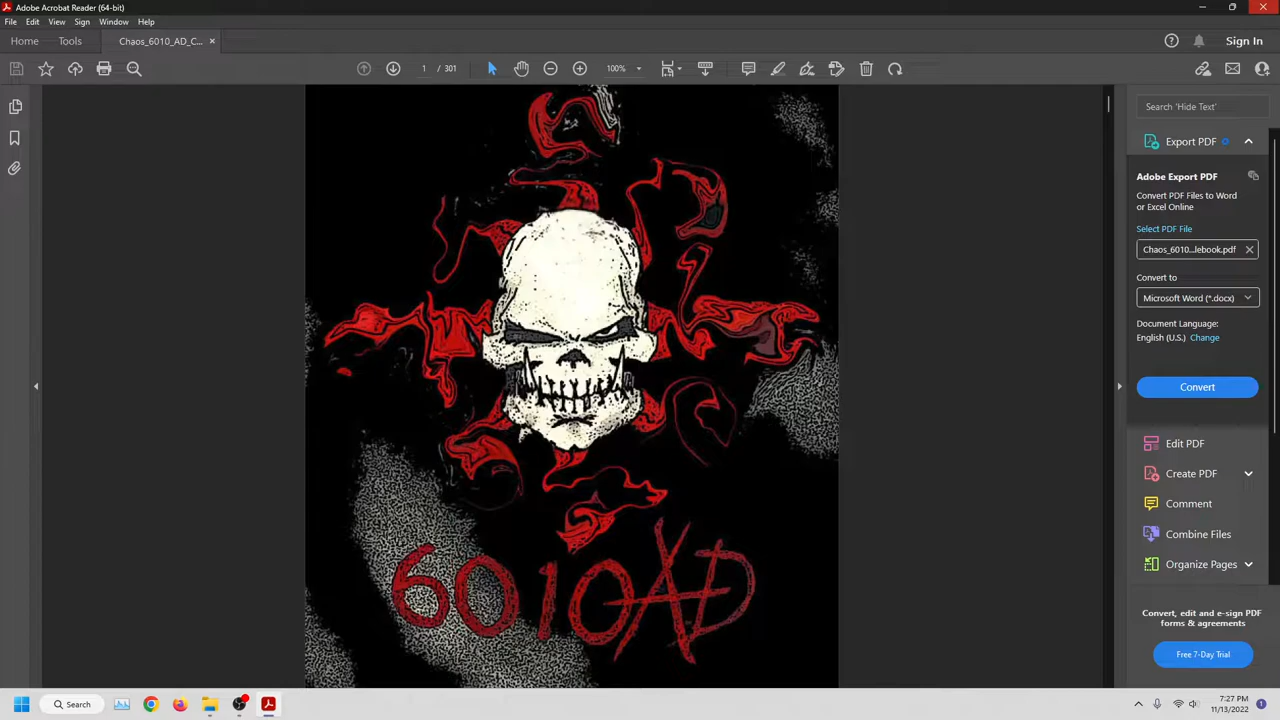 Adobe Acrobat Reader (64-bit)
File Edit View Sign Window Help
Home Tools Chaos_6010_AD_C... × Sign In
1 / 301 100%
Search 'Hide Text'
Export PDF
Adobe Export PDF
Convert PDF Files to Word
or Excel Online
Select PDF File
Chaos_6010...lebook.pdf
Convert to
Microsoft Word (*.docx)
Document Language:
English (U.S.) Change
Convert
Edit PDF
Create PDF
Comment
Combine Files
Organize Pages
6010AD
Convert, edit and e-sign PDF
forms & agreements
Free 7-Day Trial
Search
7:27 PM
11/13/2022
1